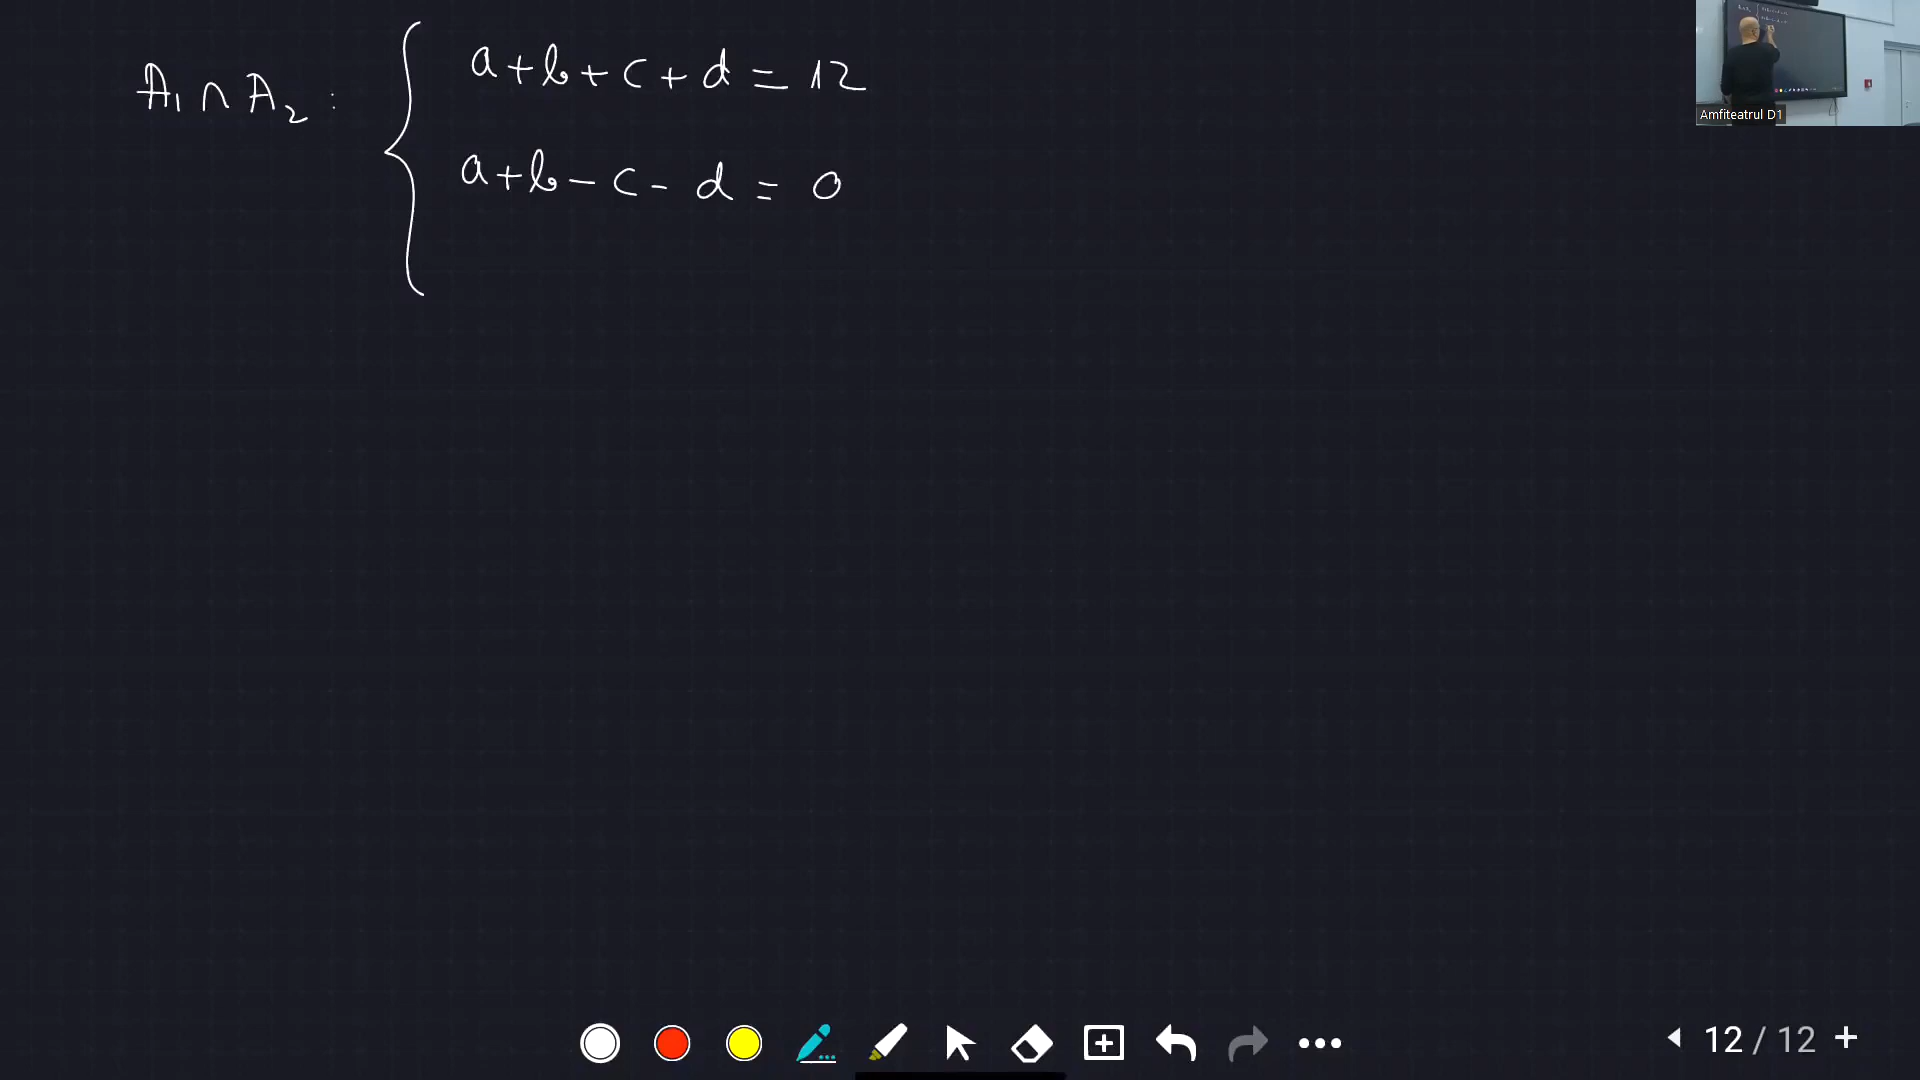 A₁ ∩ A₂ : { a + b + c + d = 12
a + b - c - d = 0
Amfiteatrul D1
12 / 12